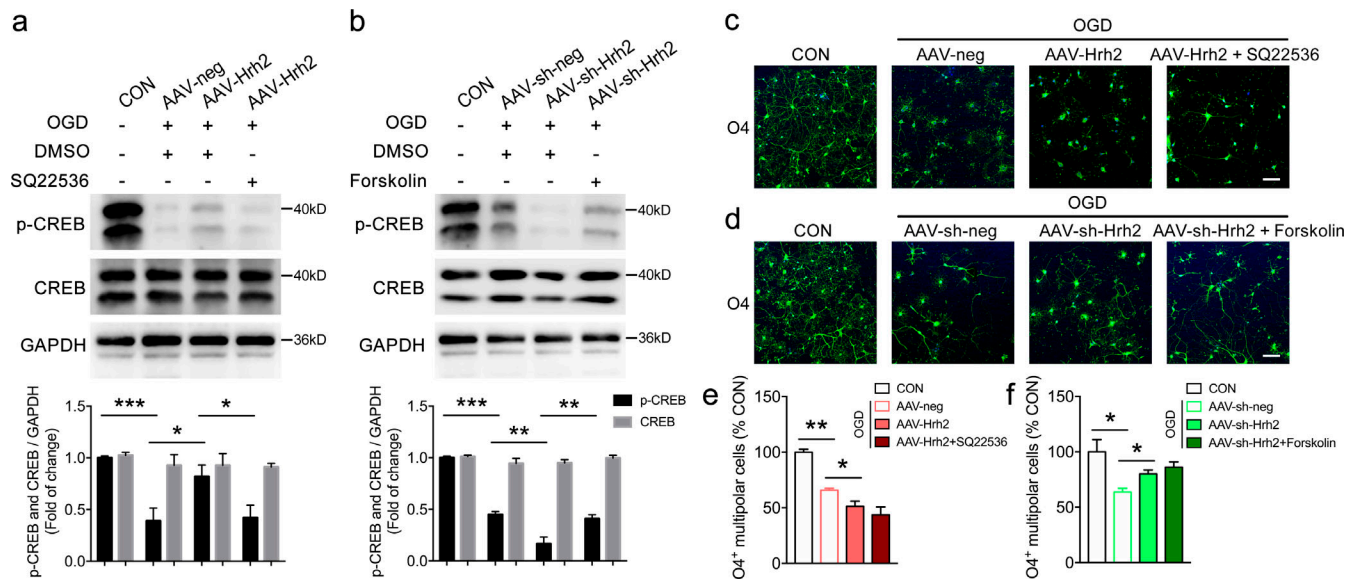 a
CON
AAV-neg
AAV-Hrh2
AAV-Hrh2
OGD - + + +
DMSO - + + -
SQ22536 - - - +
p-CREB
40kD
CREB
40kD
GAPDH
36kD
p-CREB and CREB / GAPDH
(Fold of change)
1.5
1.0
0.5
0.0
***
*
*
b
CON
AAV-sh-neg
AAV-sh-Hrh2
AAV-sh-Hrh2
OGD - + + +
DMSO - + + -
Forskolin - - - +
p-CREB
40kD
CREB
40kD
GAPDH
36kD
p-CREB and CREB / GAPDH
(Fold of change)
1.5
1.0
0.5
0.0
***
**
**
p-CREB
CREB
c
OGD
CON
AAV-neg
AAV-Hrh2
AAV-Hrh2 + SQ22536
O4
d
OGD
CON
AAV-sh-neg
AAV-sh-Hrh2
AAV-sh-Hrh2 + Forskolin
O4
e
O4⁺ multipolar cells (% CON)
150
100
50
0
**
*
CON
AAV-neg
AAV-Hrh2
AAV-Hrh2+SQ22536
OGD
f
O4⁺ multipolar cells (% CON)
150
100
50
0
*
*
CON
AAV-sh-neg
AAV-sh-Hrh2
AAV-sh-Hrh2+Forskolin
OGD